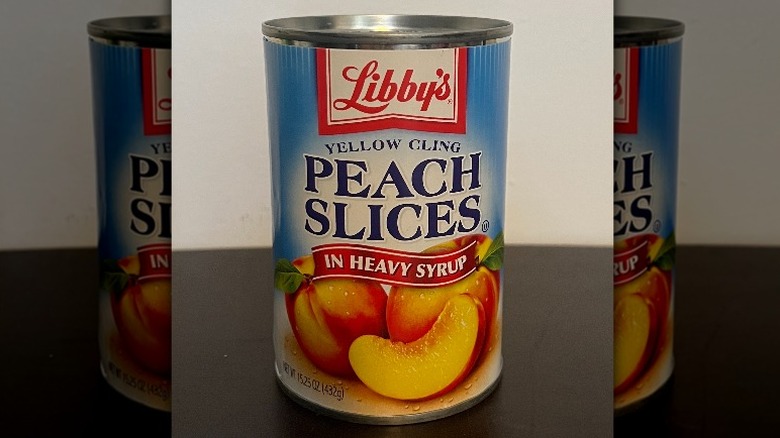 Libby's®
YELLOW CLING
PEACH
SLICES
IN HEAVY SYRUP
NET WT 15.25 OZ. (432g)